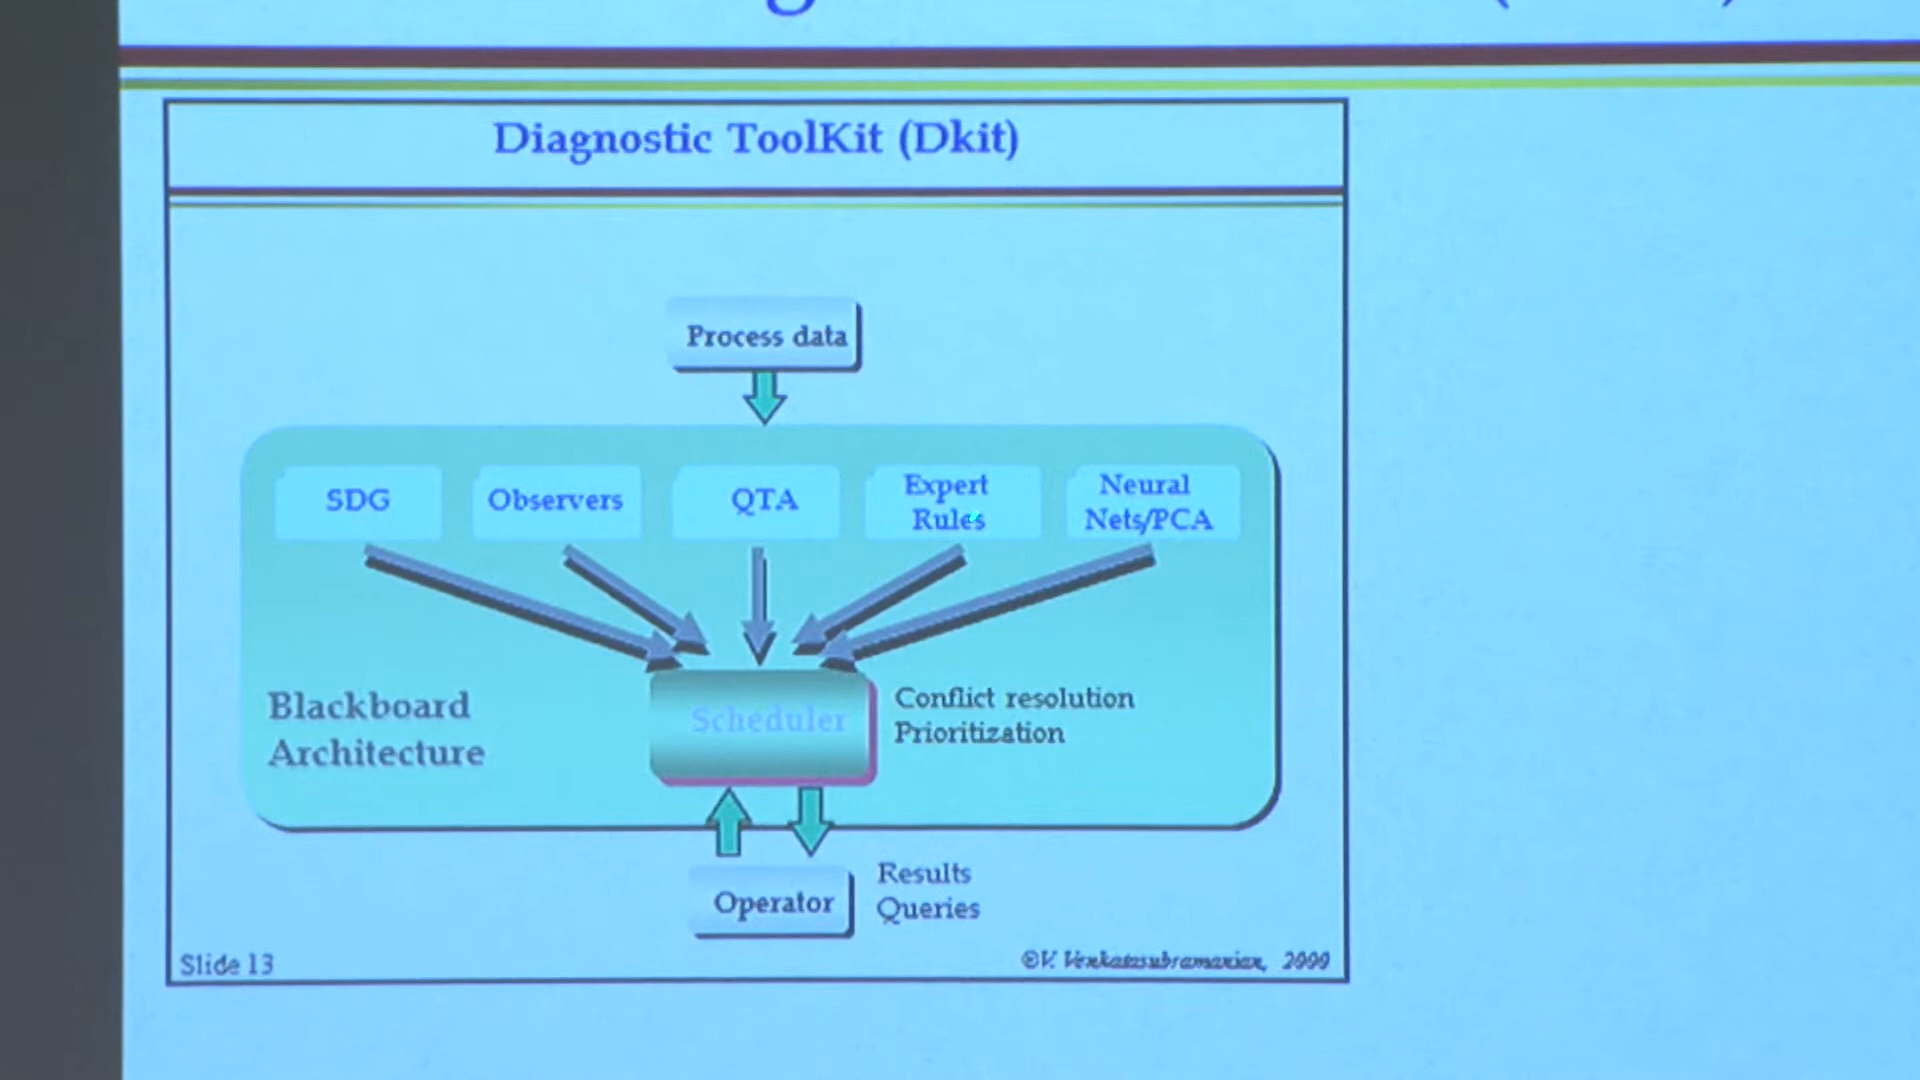 Diagnostic ToolKit (Dkit)
Process data
SDG
Observers
QTA
Expert
Rules
Neural
Nets/PCA
Blackboard
Architecture
Scheduler
Conflict resolution
Prioritization
Operator
Results
Queries
Slide 13
©V. Venkatasubramanian, 2000